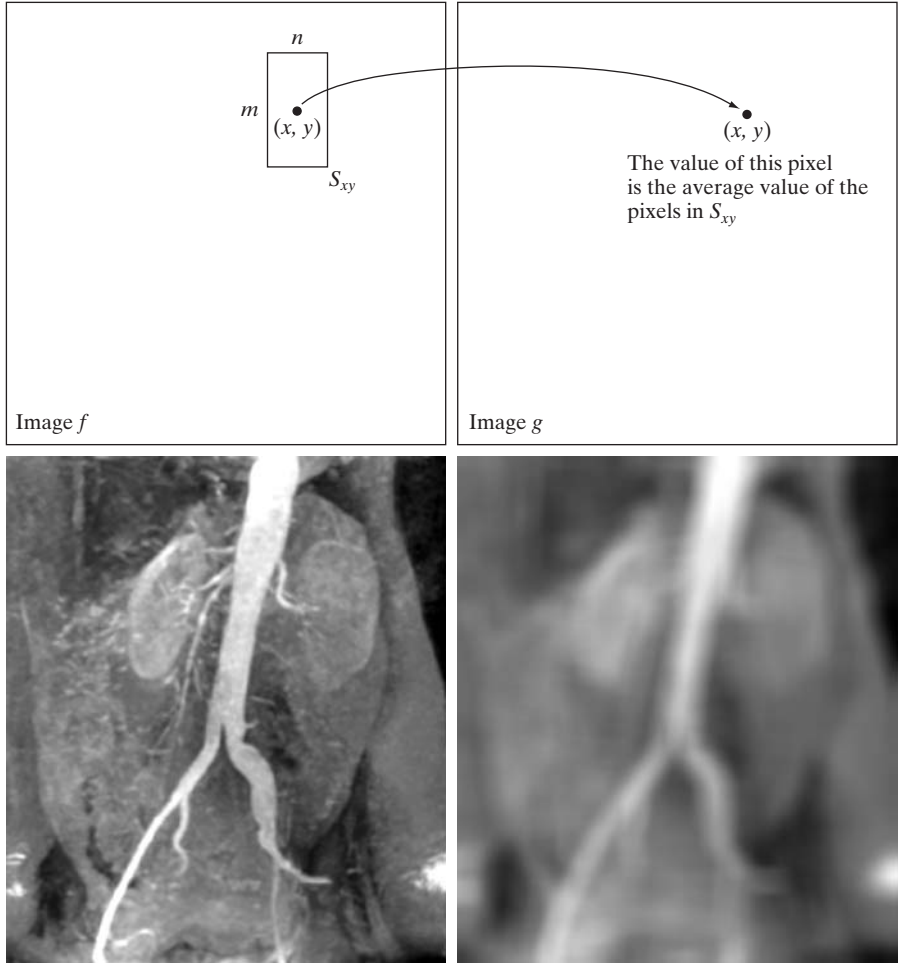 n
m
(x, y)
S_xy
Image f
(x, y)
The value of this pixel
is the average value of the
pixels in S_xy
Image g